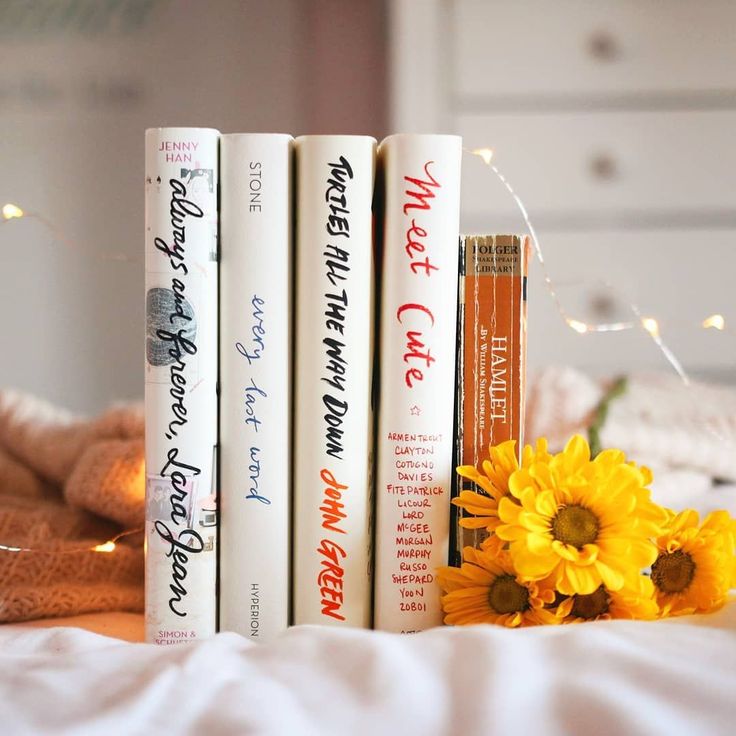 JENNY
HAN
always and forever, Lara Jean
SIMON &
STONE
every last word
HYPERION
TURTLES ALL THE WAY DOWN JOHN GREEN
Meet Cute
ARMENTROUT
CLAYTON
COTUGNO
DAVIES
FITZPATRICK
LICOUR
LORD
McGEE
MORGAN
MURPHY
RUSSO
SHEPARD
YOON
ZOBOI
FOLGER
SHAKESPEARE
LIBRARY
HAMLET
BY WILLIAM SHAKESPEARE